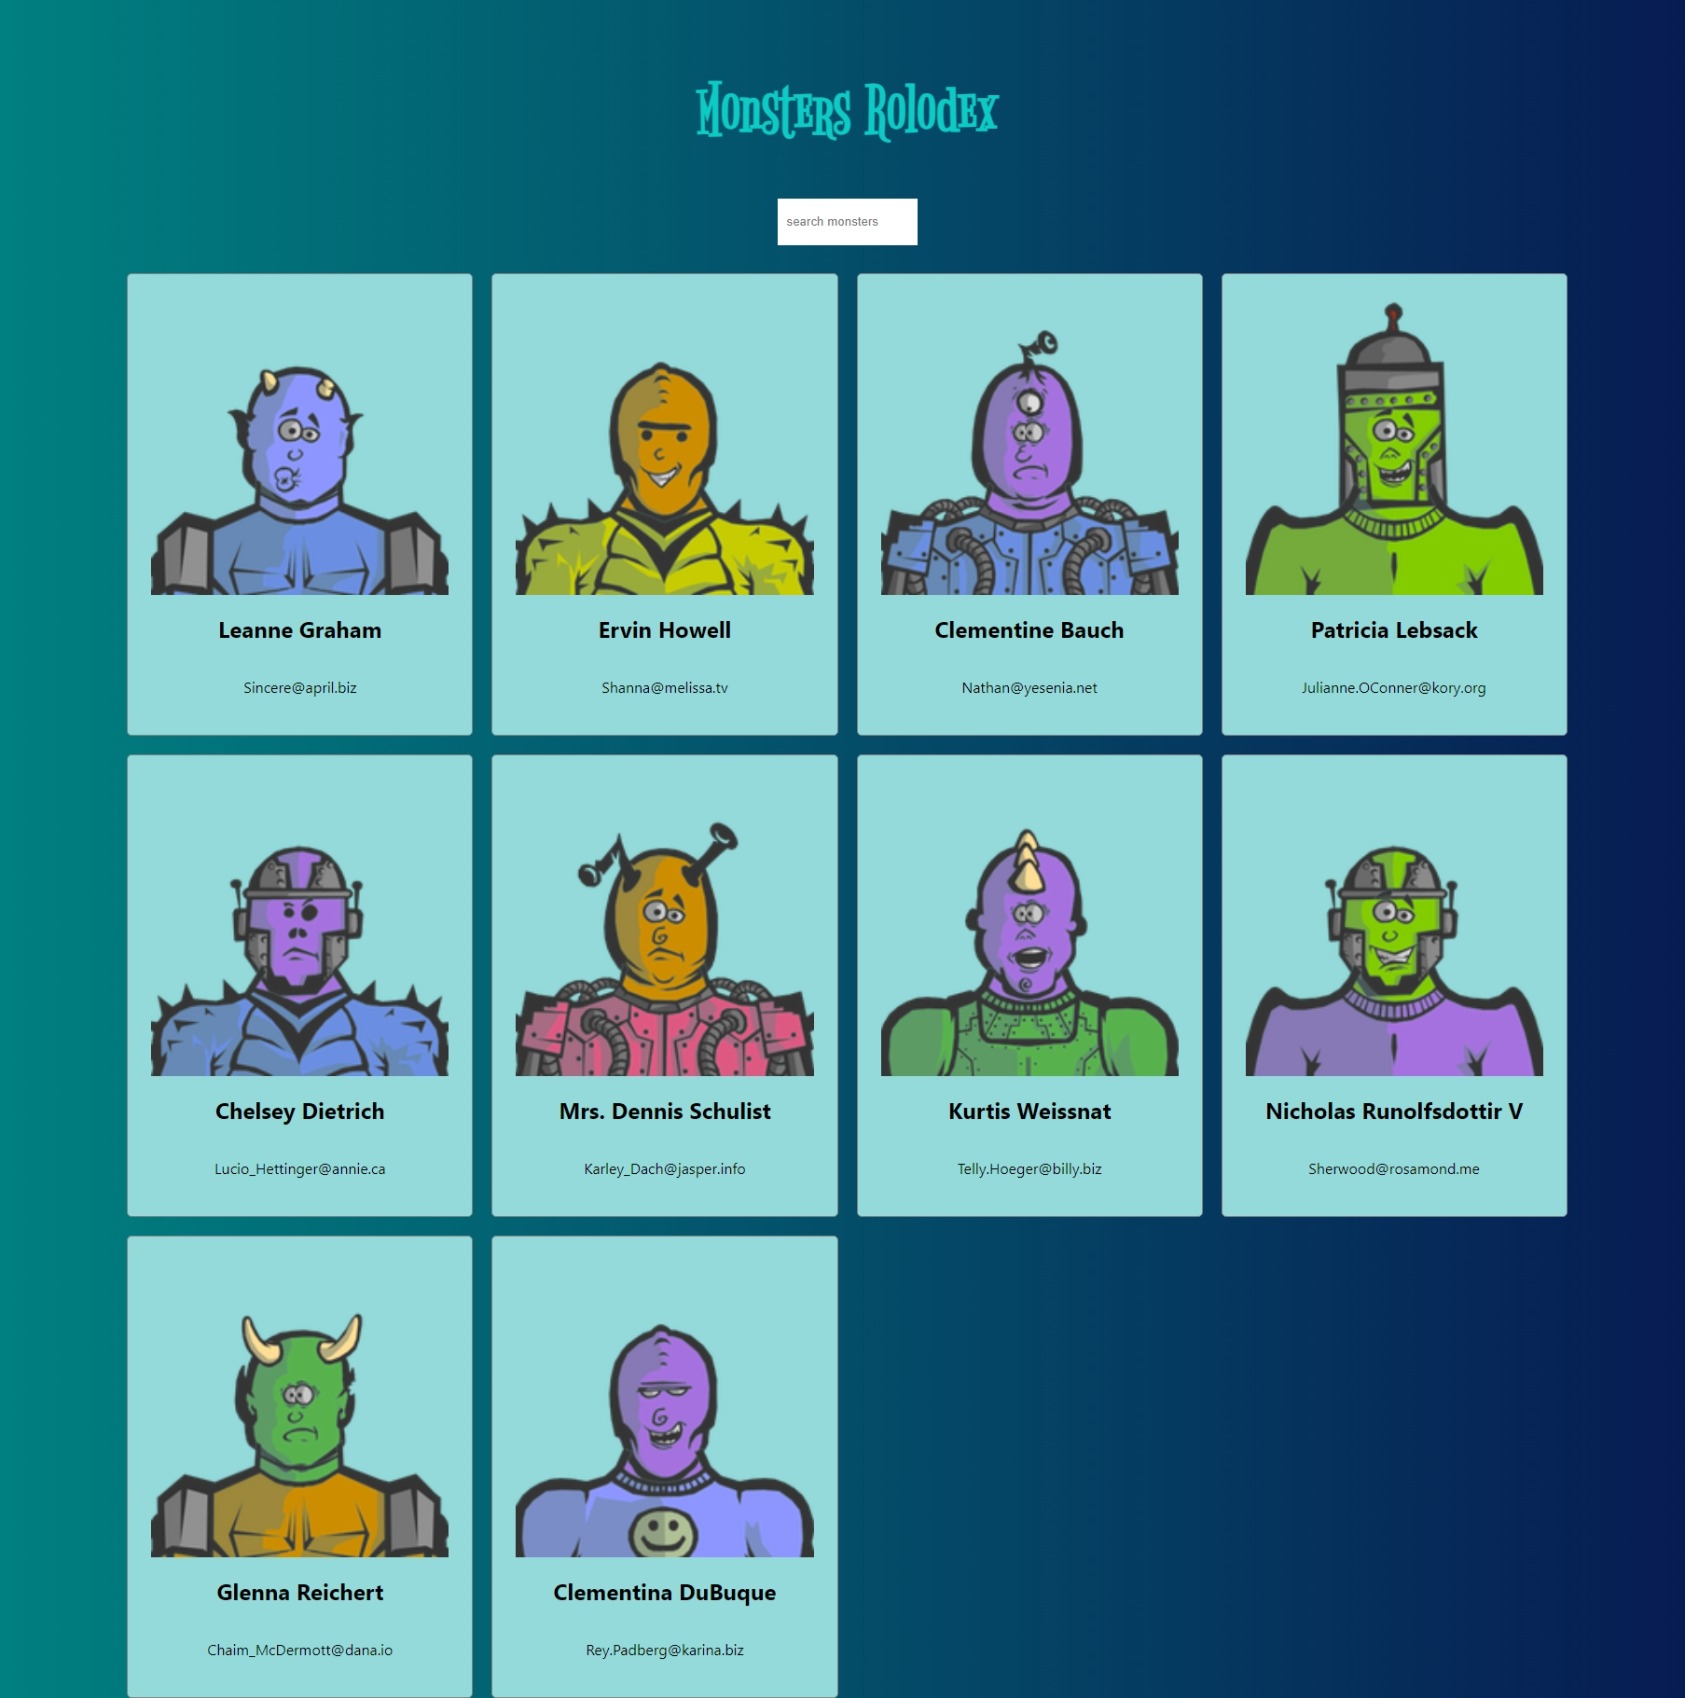 Monsters Rolodex
search monsters
Leanne Graham
Sincere@april.biz
Ervin Howell
Shanna@melissa.tv
Clementine Bauch
Nathan@yesenia.net
Patricia Lebsack
Julianne.OConner@kory.org
Chelsey Dietrich
Lucio_Hettinger@annie.ca
Mrs. Dennis Schulist
Karley_Dach@jasper.info
Kurtis Weissnat
Telly.Hoeger@billy.biz
Nicholas Runolfsdottir V
Sherwood@rosamond.me
Glenna Reichert
Chaim_McDermott@dana.io
Clementina DuBuque
Rey.Padberg@karina.biz